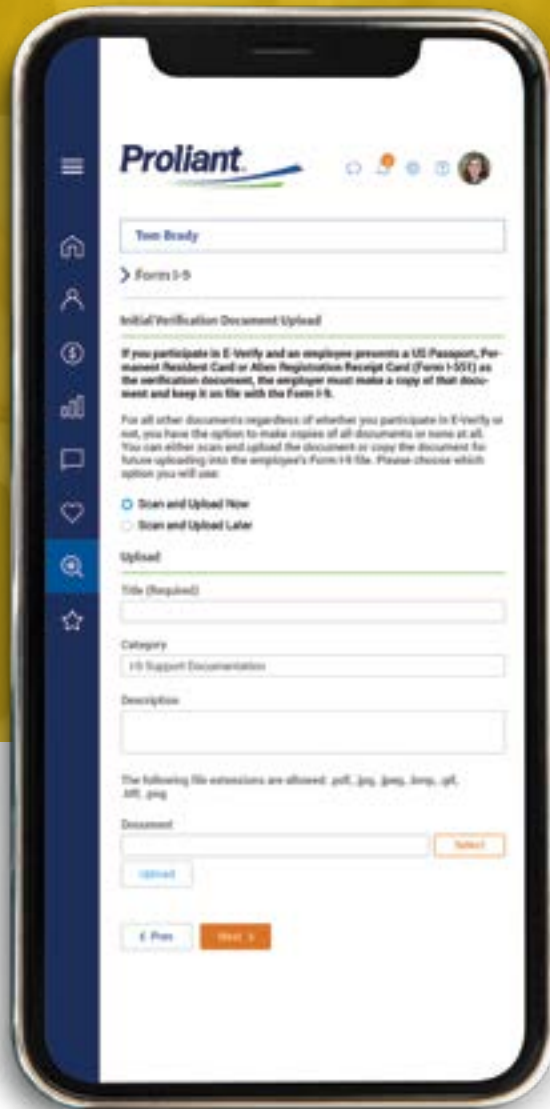 Proliant
Tom Brady
Form I-9
Initial Verification Document Upload
If you participate in E-Verify and an employee presents a US Passport, Per-
manent Resident Card or Alien Registration Receipt Card (Form I-551) as
the verification document, the employer must make a copy of that docu-
ment and keep it on file with the Form I-9.
For all other documents regardless of whether you participate in E-Verify or
not, you have the option to make copies of all documents or none at all.
You can either scan and upload the document or copy the document for
future uploading into the employee's Form I-9 file. Please choose which
option you will use:
Scan and Upload Now
Scan and Upload Later
Upload
Title (Required)
Category
I-9 Support Documentation
Description
The following file extensions are allowed: .pdf, .jpg, .jpeg, .bmp, .gif,
.tiff, .png
Document
Select
Upload
Prev
Next